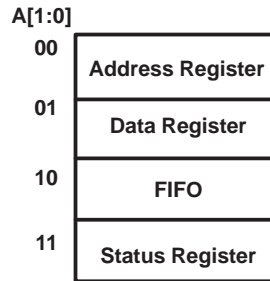 A[1:0]
00
Address Register
01
Data Register
10
FIFO
11
Status Register